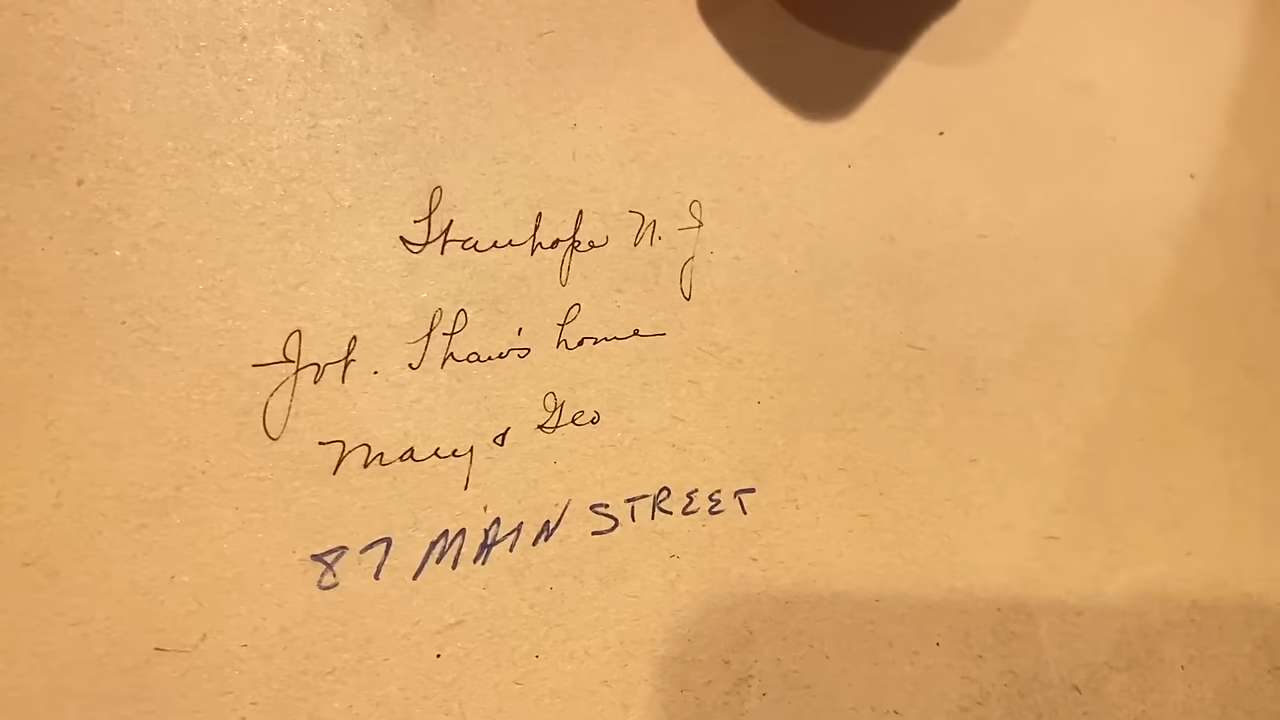 Stanhope N. J.
Jot. Shaw's home
Mary & Geo
87 MAIN STREET